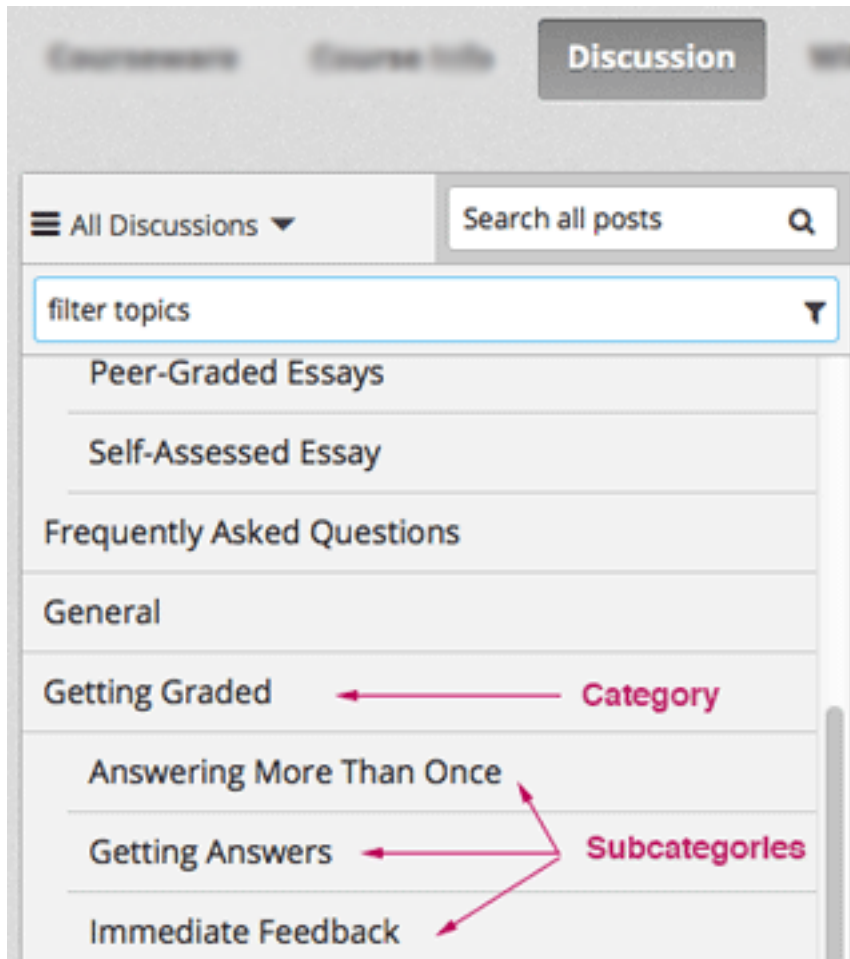 Discussion
All Discussions
Search all posts
filter topics
Peer-Graded Essays
Self-Assessed Essay
Frequently Asked Questions
General
Getting Graded
Category
Answering More Than Once
Getting Answers
Subcategories
Immediate Feedback